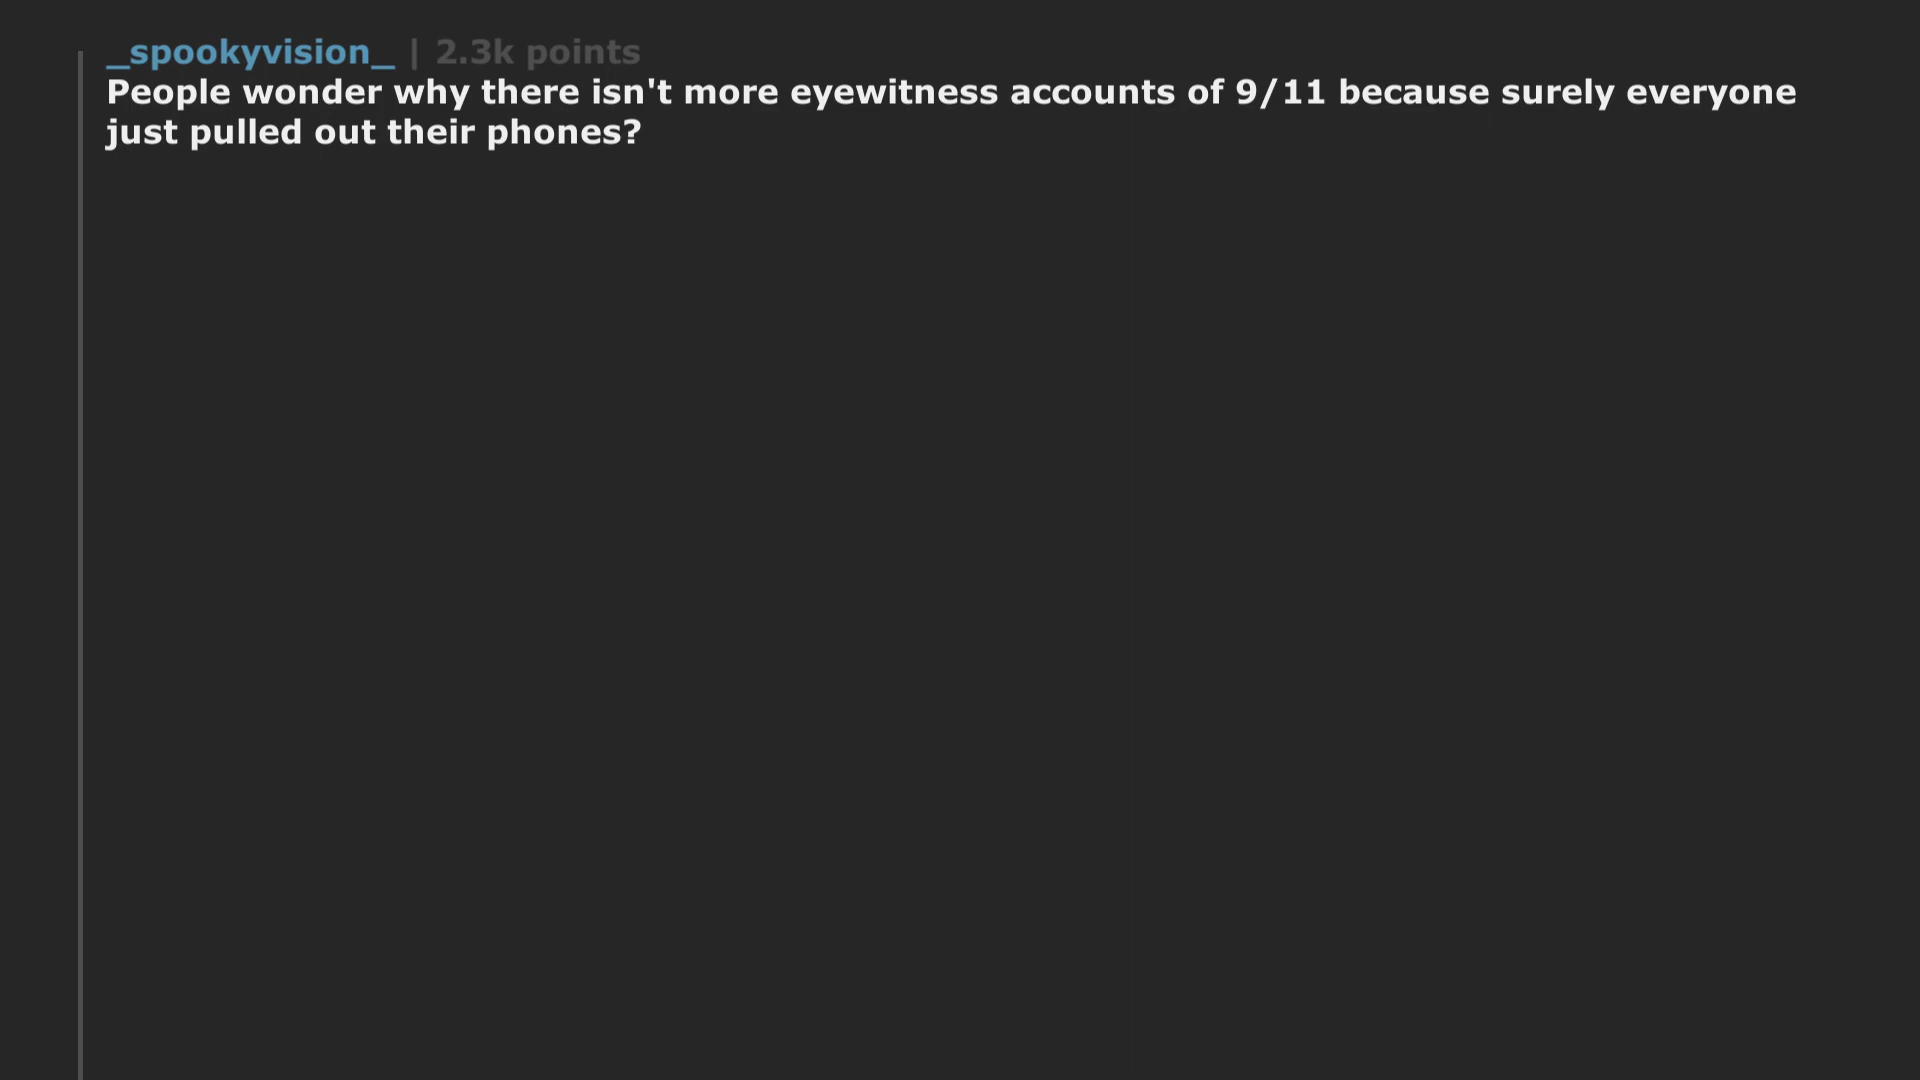 _spookyvision_ | 2.3k points
People wonder why there isn't more eyewitness accounts of 9/11 because surely everyone
just pulled out their phones?